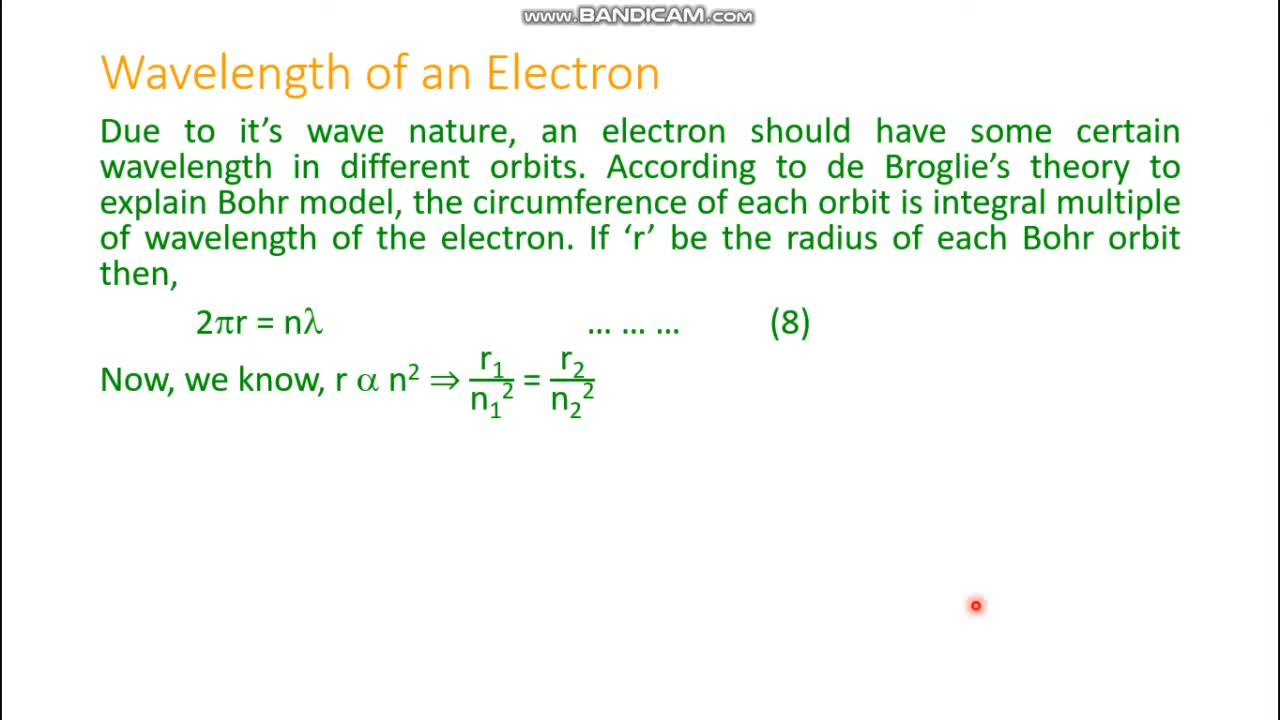 www.BANDICAM.com
Wavelength of an Electron
Due to it’s wave nature, an electron should have some certain
wavelength in different orbits. According to de Broglie’s theory to
explain Bohr model, the circumference of each orbit is integral multiple
of wavelength of the electron. If ‘r’ be the radius of each Bohr orbit
then,
2πr = nλ ... ... ... (8)
Now, we know, r α n² ⇒ r₁/n₁² = r₂/n₂²